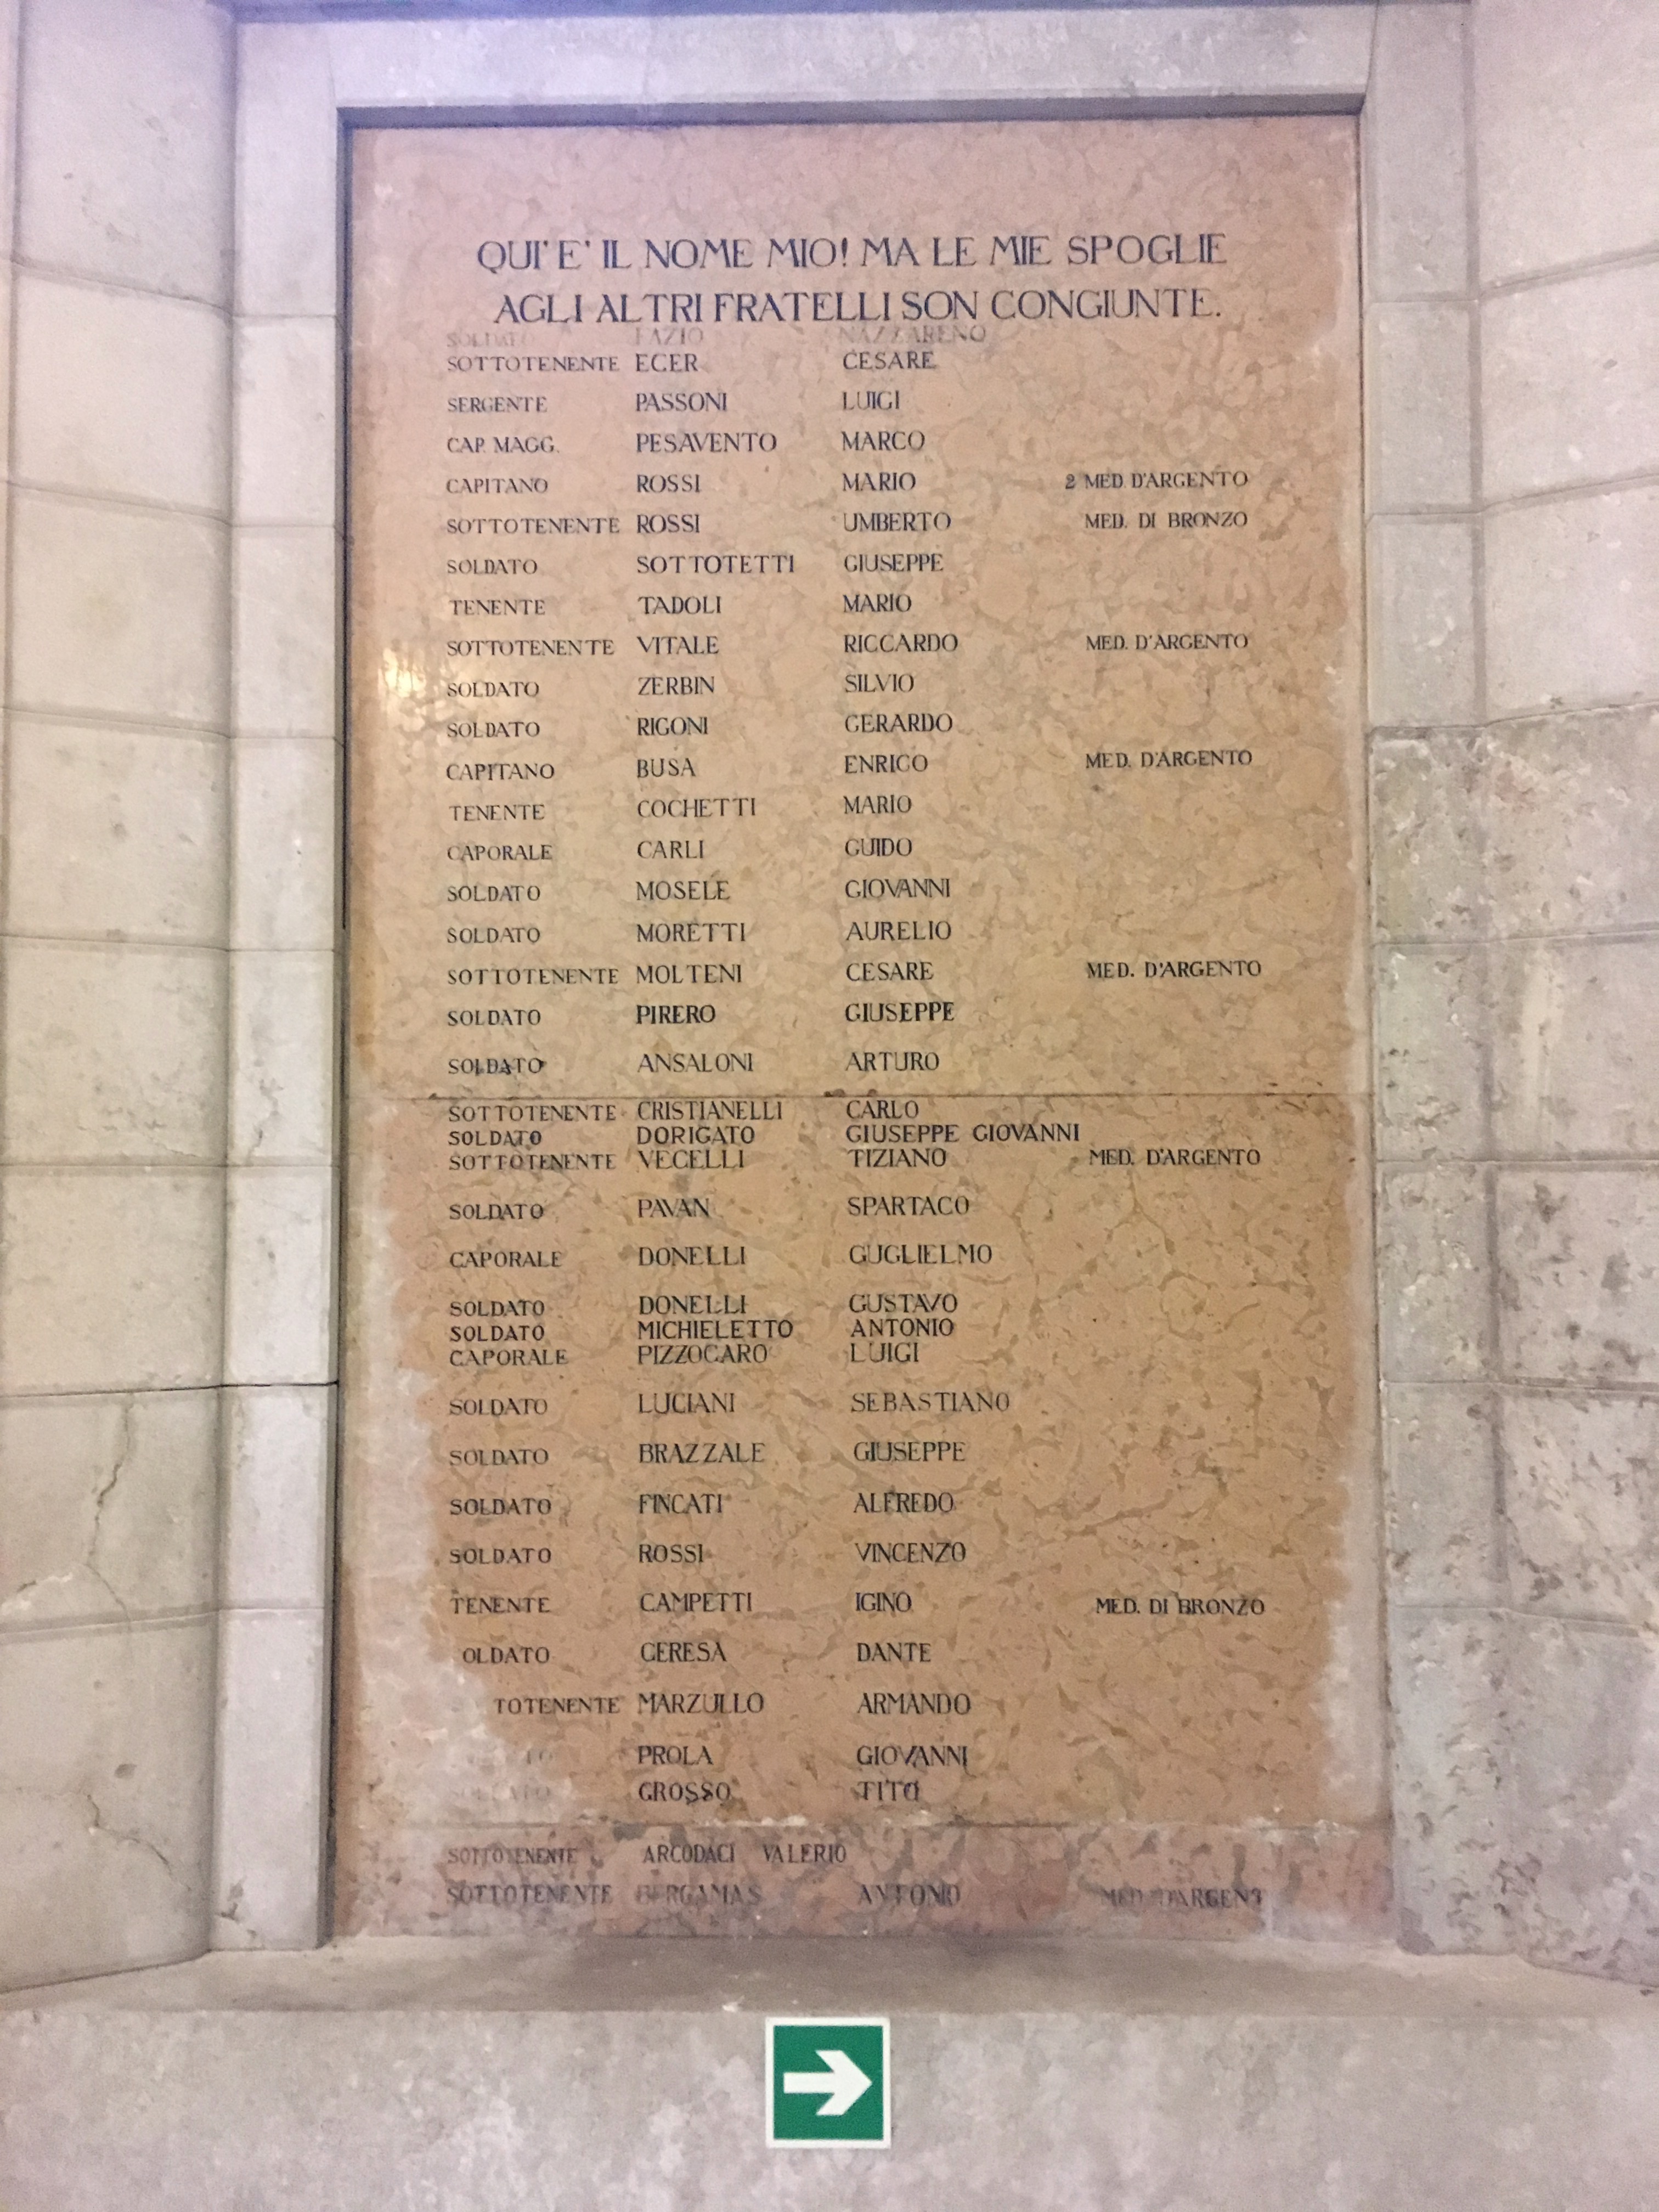 QUI' E' IL NOME MIO! MA LE MIE SPOGLIE
AGLI ALTRI FRATELLI SON CONGIUNTE.
SOLDATO FAZIO NAZZARENO
SOTTOTENENTE EGER CESARE
SERGENTE PASSONI LUIGI
CAP. MAGG. PESAVENTO MARCO
CAPITANO ROSSI MARIO 2 MED. D'ARGENTO
SOTTOTENENTE ROSSI UMBERTO MED. DI BRONZO
SOLDATO SOTTOTETTI GIUSEPPE
TENENTE TADOLI MARIO
SOTTOTENENTE VITALE RICCARDO MED. D'ARGENTO
SOLDATO ZERBIN SILVIO
SOLDATO RIGONI GERARDO
CAPITANO BUSA ENRICO MED. D'ARGENTO
TENENTE COCHETTI MARIO
CAPORALE CARLI GUIDO
SOLDATO MOSELE GIOVANNI
SOLDATO MORETTI AURELIO
SOTTOTENENTE MOLTENI CESARE MED. D'ARGENTO
SOLDATO PIRERO GIUSEPPE
SOLDATO ANSALONI ARTURO
SOTTOTENENTE CRISTIANELLI CARLO
SOLDATO DORIGATO GIUSEPPE GIOVANNI
SOTTOTENENTE VECELLI TIZIANO MED. D'ARGENTO
SOLDATO PAVAN SPARTACO
CAPORALE DONELLI GUGLIELMO
SOLDATO DONELLI GUSTAVO
SOLDATO MICHIELETTO ANTONIO
CAPORALE PIZZOCARO LUIGI
SOLDATO LUCIANI SEBASTIANO
SOLDATO BRAZZALE GIUSEPPE
SOLDATO FINCATI ALFREDO
SOLDATO ROSSI VINCENZO
TENENTE CAMPETTI IGINO MED. DI BRONZO
OLDATO CERESA DANTE
TOTENENTE MARZULLO ARMANDO
PROLA GIOVANNI
GROSSO TITO
SOTTOTENENTE ARCODACI VALERIO
SOTTOTENENTE BERGAMAS ANTONIO MED. D'ARGENT